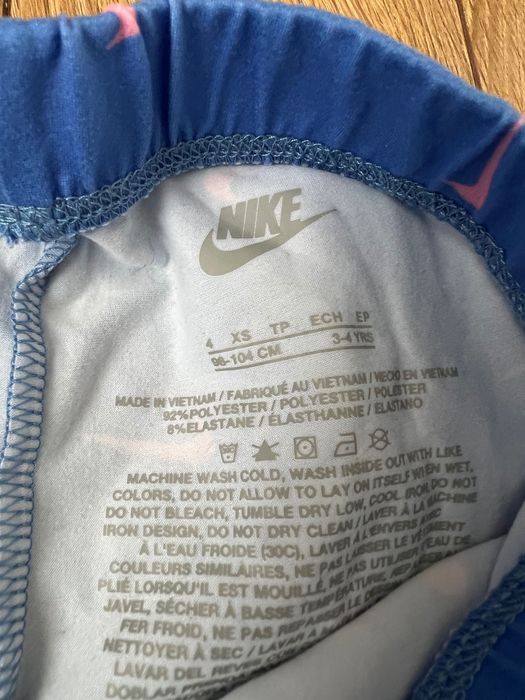 NIKE
4 XS TP ECH EP
98-104 CM 3-4 YRS
MADE IN VIETNAM / FABRIQUÉ AU VIETNAM / HECHO EN VIETNAM
92% POLYESTER / POLYESTER / POLIÉSTER
8% ELASTANE / ÉLASTHANNE / ELASTANO
MACHINE WASH COLD, WASH INSIDE OUT WITH LIKE
COLORS, DO NOT ALLOW TO LAY ON ITSELF WHEN WET,
DO NOT BLEACH, TUMBLE DRY LOW, COOL IRON, DO NOT
IRON DESIGN, DO NOT DRY CLEAN / LAVER À LA MACHINE
À L'EAU FROIDE (30C), LAVER À L'ENVERS
COULEURS SIMILAIRES, NE PAS LAISSER LE VÊTEMENT
PLIÉ LORSQU'IL EST MOUILLÉ, NE PAS UTILISER D'EAU DE
JAVEL, SÉCHER À BASSE TEMPÉRATURE,
FER FROID, NE PAS REPASSER LE
NETTOYER À SEC / LAVAR A
LAVAR DEL REVÉS CON
DOBLAR